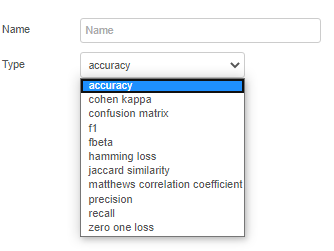 Name
Name
Type
accuracy
accuracy
cohen kappa
confusion matrix
f1
fbeta
hamming loss
jaccard similarity
matthews correlation coefficient
precision
recall
zero one loss